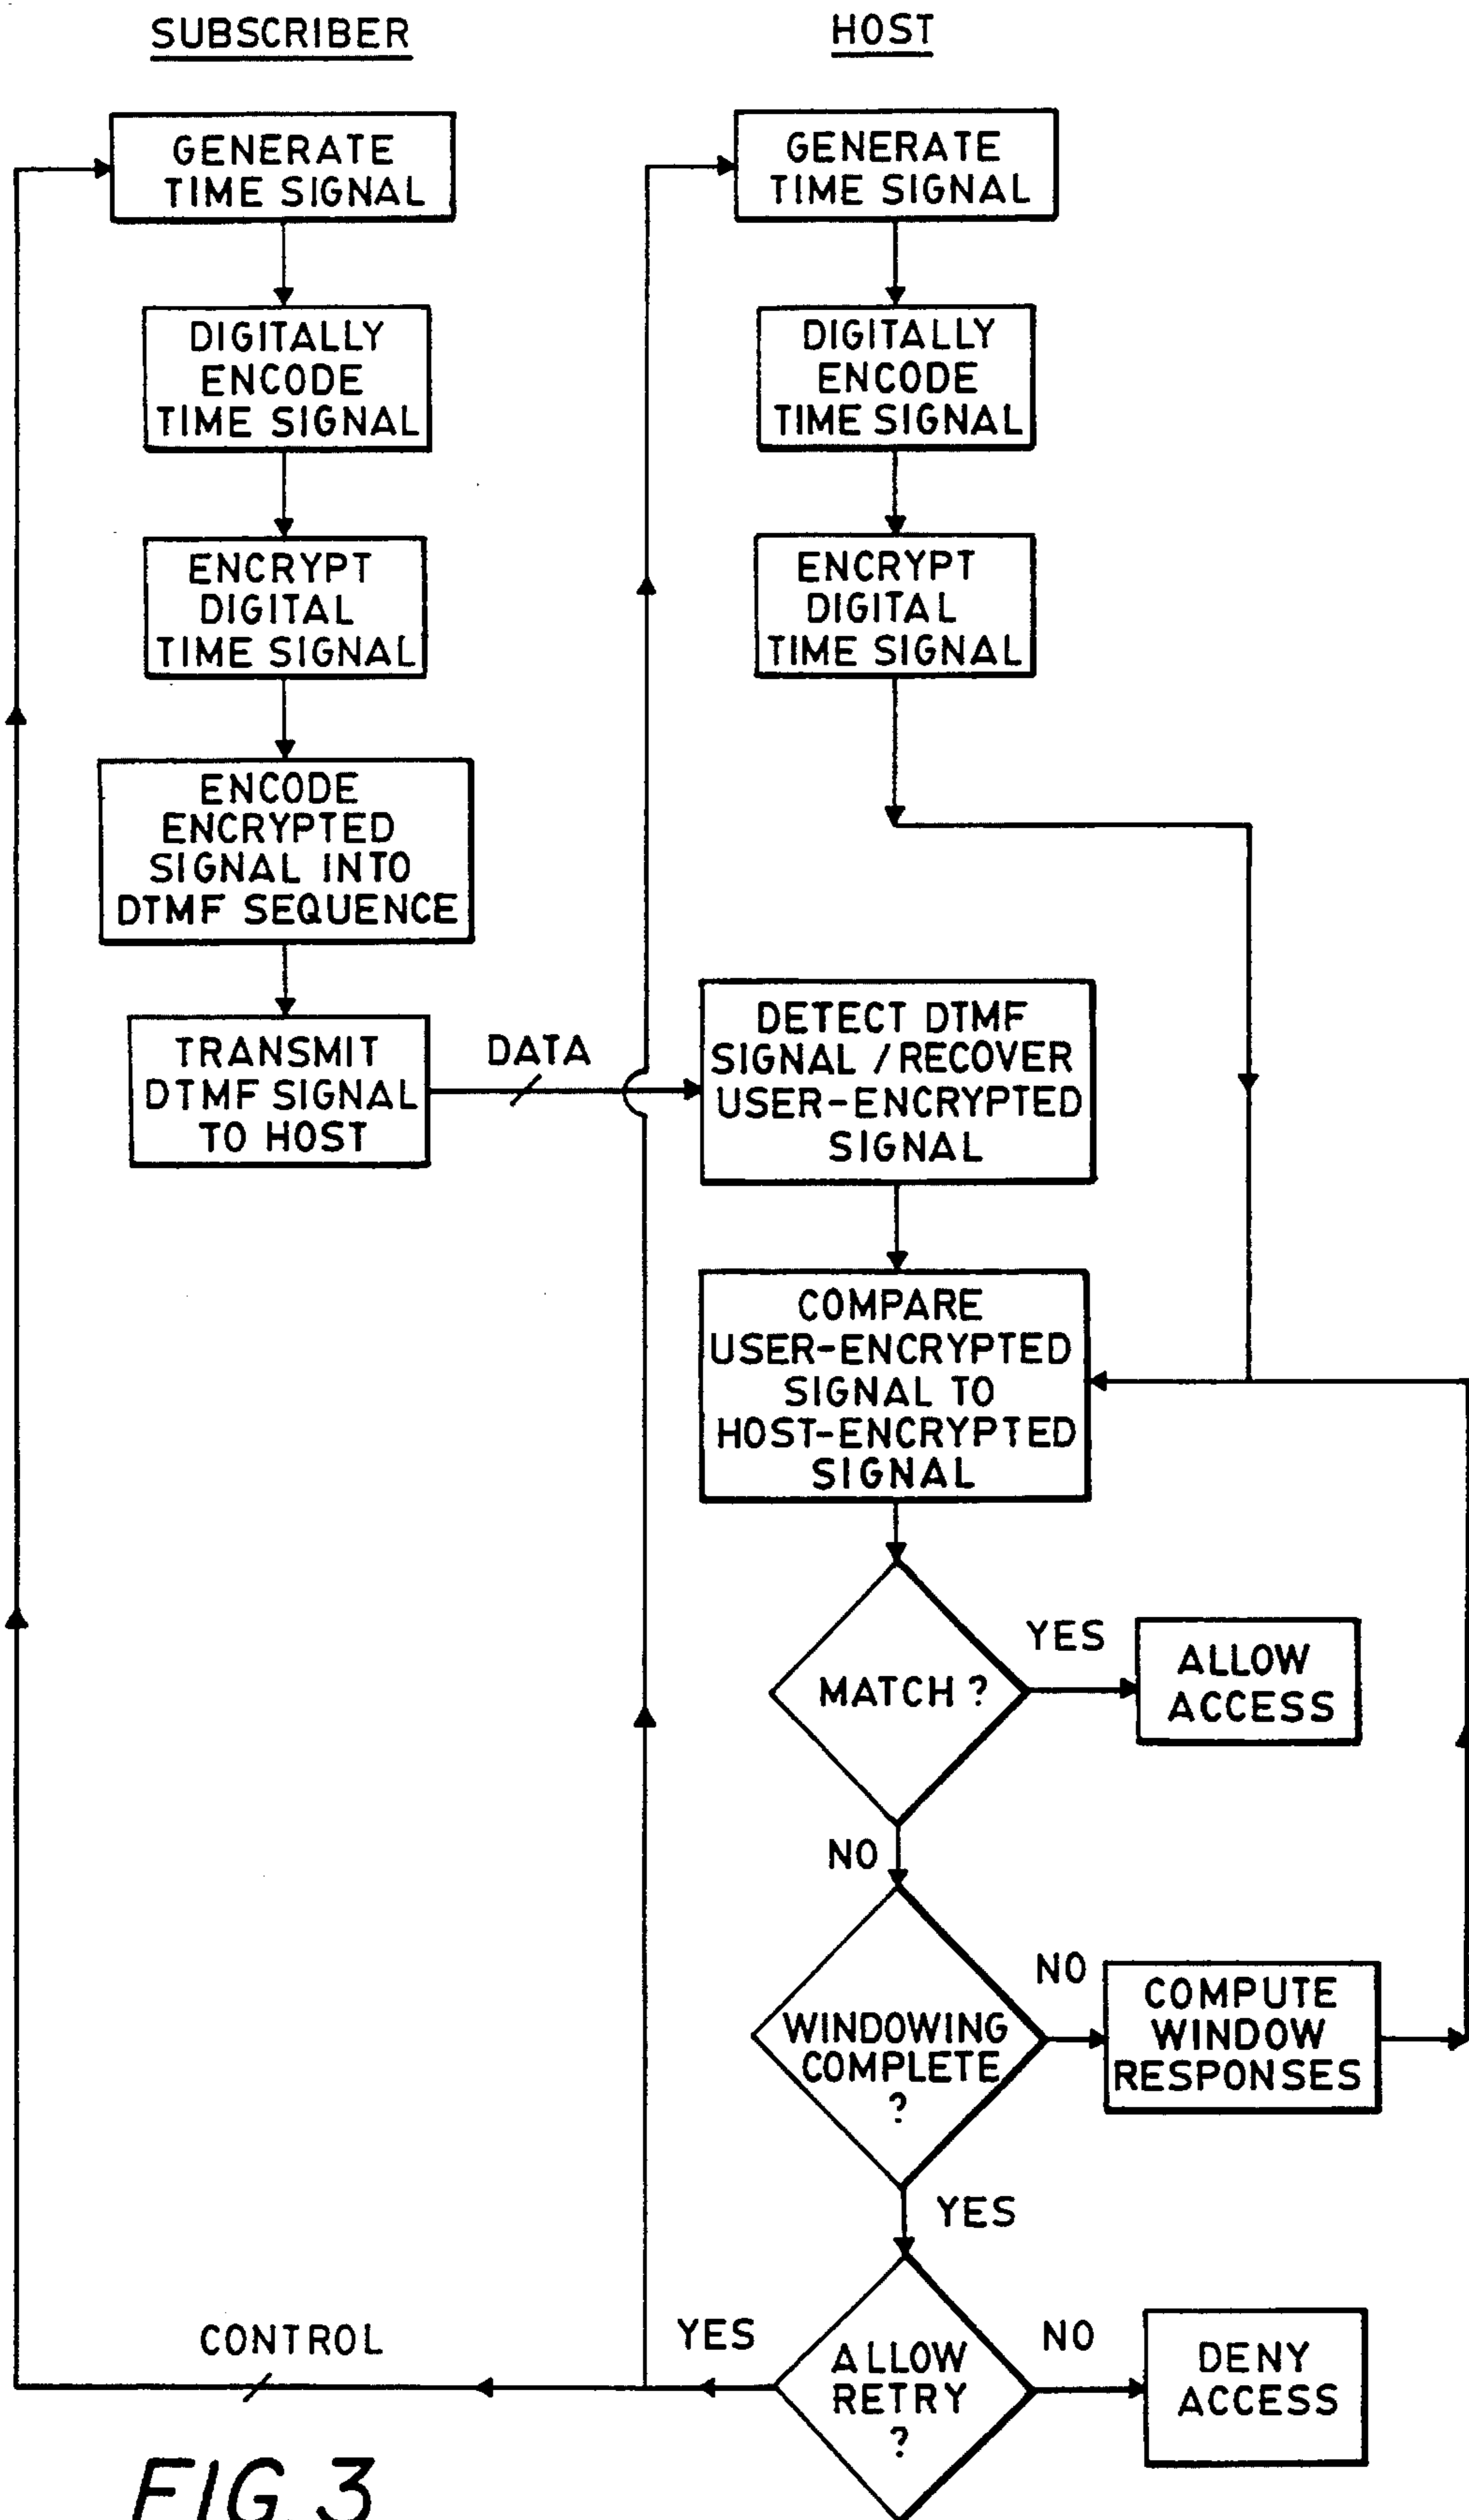 SUBSCRIBER
GENERATE
TIME SIGNAL
DIGITALLY
ENCODE
TIME SIGNAL
ENCRYPT
DIGITAL
TIME SIGNAL
ENCODE
ENCRYPTED
SIGNAL INTO
DTMF SEQUENCE
TRANSMIT
DTMF SIGNAL
TO HOST
DATA
HOST
GENERATE
TIME SIGNAL
DIGITALLY
ENCODE
TIME SIGNAL
ENCRYPT
DIGITAL
TIME SIGNAL
DETECT DTMF
SIGNAL / RECOVER
USER-ENCRYPTED
SIGNAL
COMPARE
USER-ENCRYPTED
SIGNAL TO
HOST-ENCRYPTED
SIGNAL
MATCH ?
YES
ALLOW
ACCESS
NO
WINDOWING
COMPLETE
?
NO
COMPUTE
WINDOW
RESPONSES
YES
ALLOW
RETRY
?
NO
DENY
ACCESS
YES
CONTROL
FIG. 3